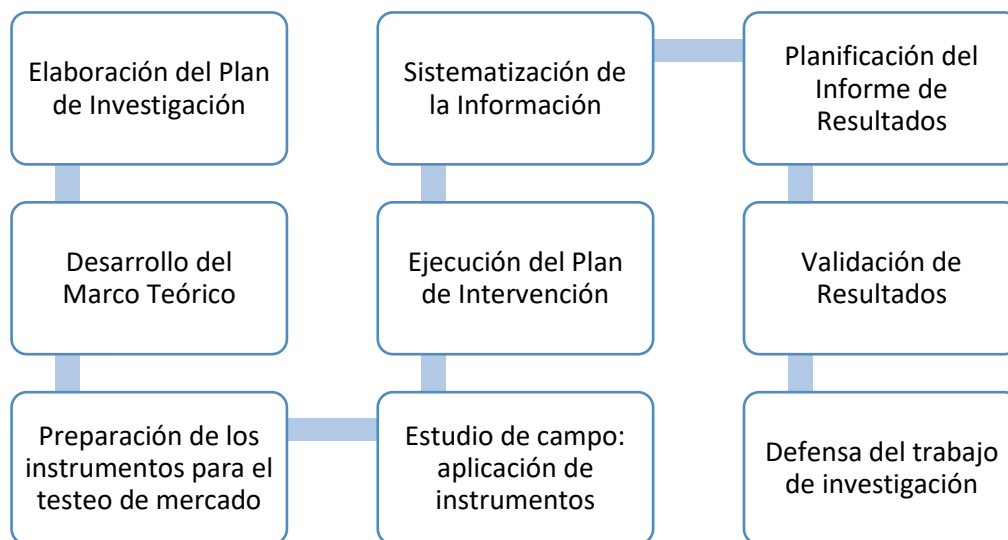 Elaboración del Plan
de Investigación
Desarrollo del
Marco Teórico
Preparación de los
instrumentos para el
testeo de mercado
Estudio de campo:
aplicación de
instrumentos
Ejecución del Plan
de Intervención
Sistematización de
la Información
Planificación del
Informe de
Resultados
Validación de
Resultados
Defensa del trabajo
de investigación